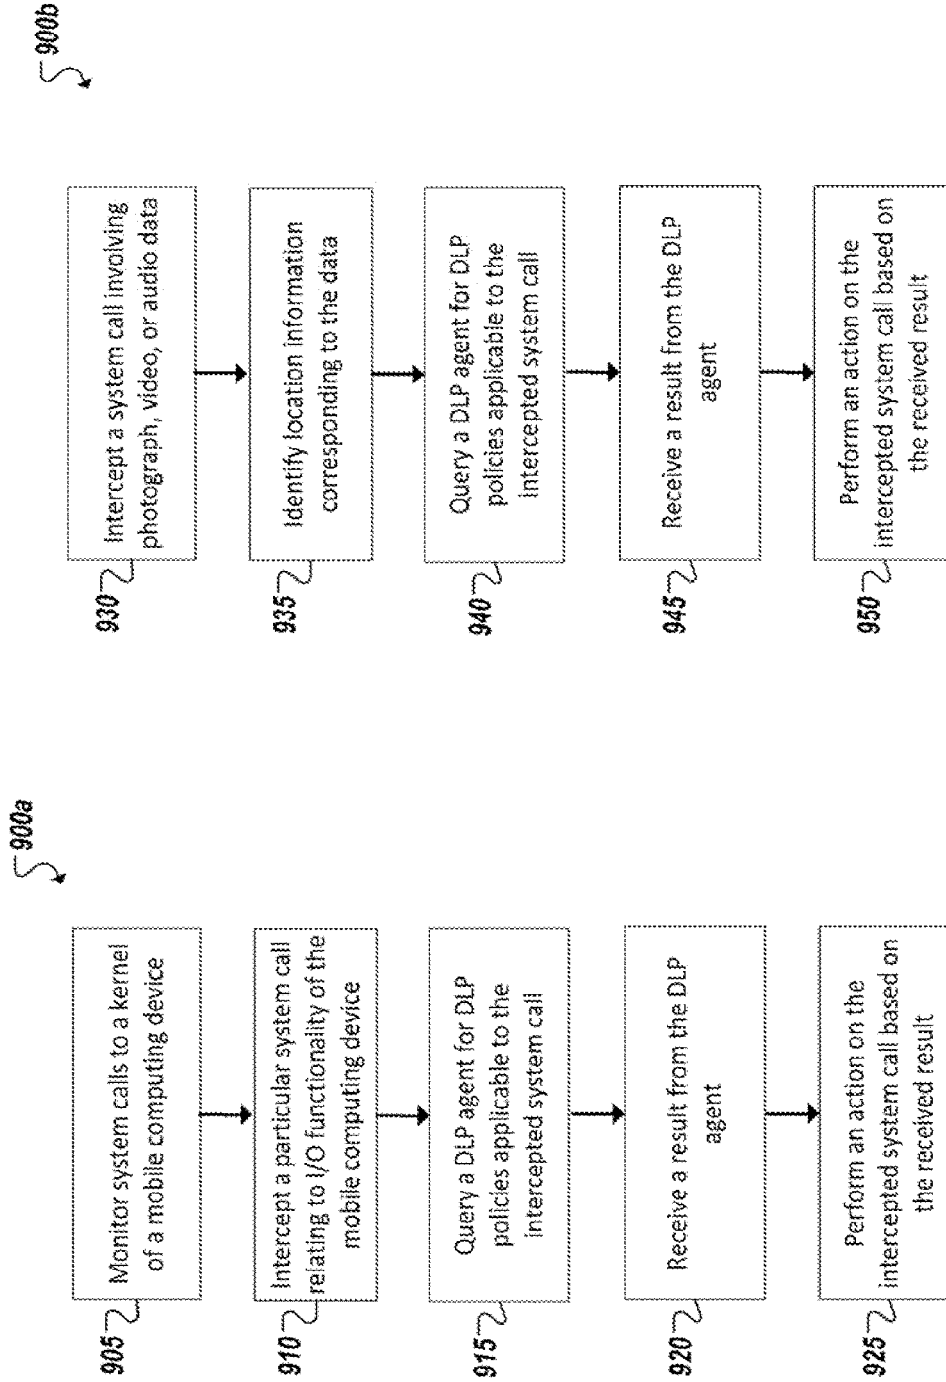 900a
905
Monitor system calls to a kernel
of a mobile computing device
910
Intercept a particular system call
relating to I/O functionality of the
mobile computing device
915
Query a DLP agent for DLP
policies applicable to the
intercepted system call
920
Receive a result from the DLP
agent
925
Perform an action on the
intercepted system call based on
the received result
900b
930
Intercept a system call involving
photograph, video, or audio data
935
Identify location information
corresponding to the data
940
Query a DLP agent for DLP
policies applicable to the
intercepted system call
945
Receive a result from the DLP
agent
950
Perform an action on the
intercepted system call based on
the received result